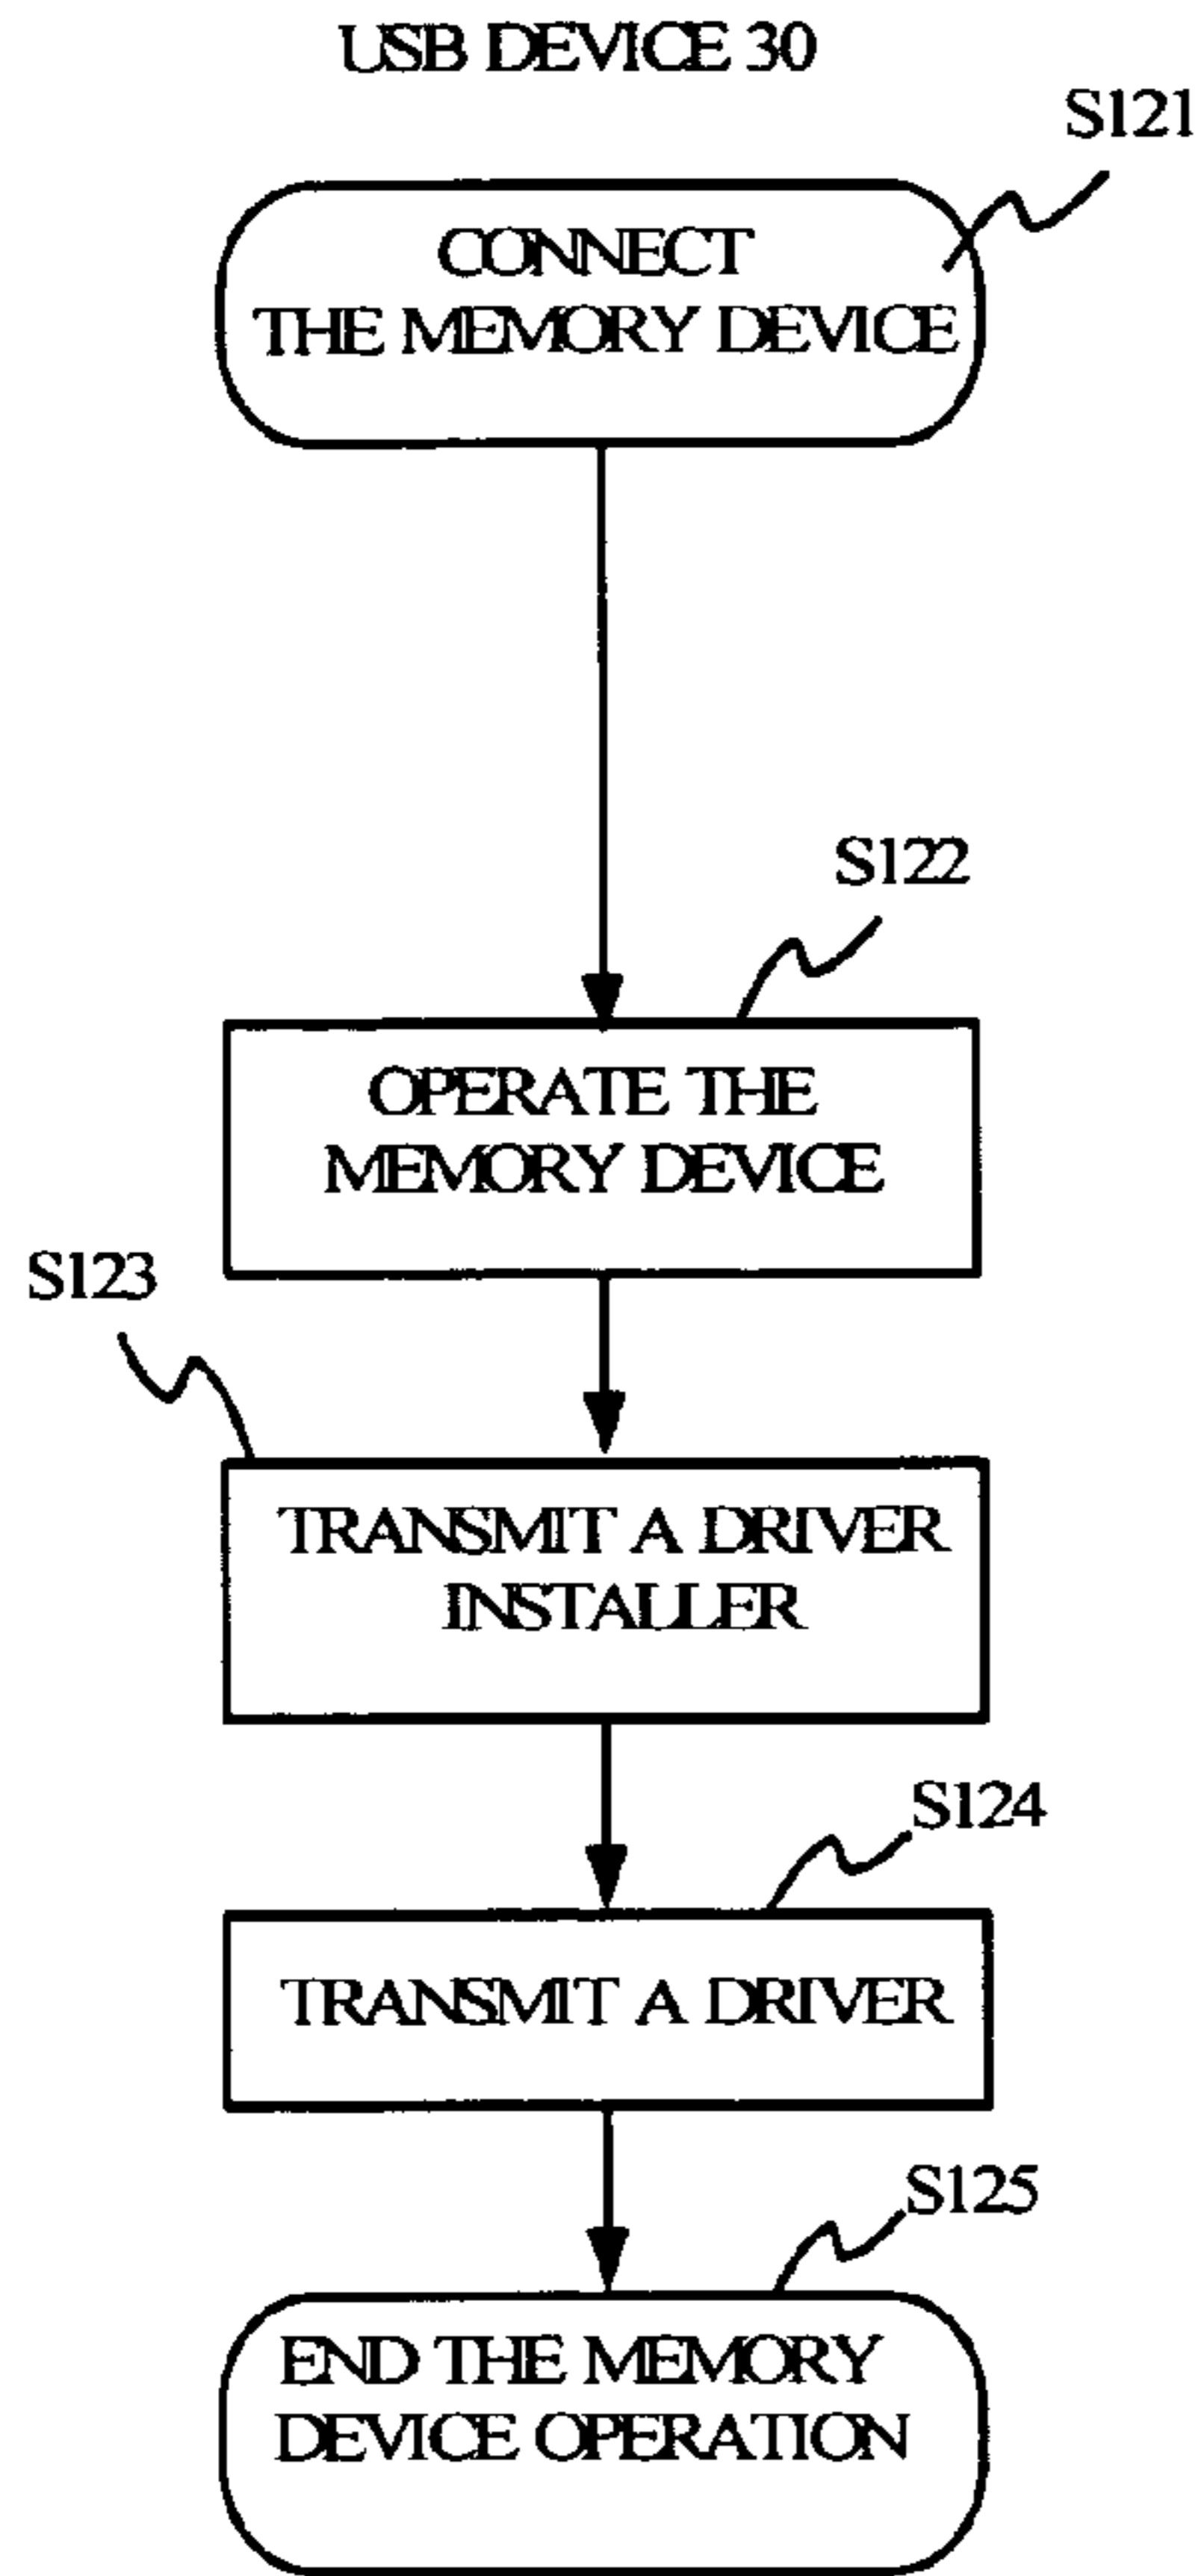 USB DEVICE 30
S121
CONNECT
THE MEMORY DEVICE
S122
OPERATE THE
MEMORY DEVICE
S123
TRANSMIT A DRIVER
INSTALLER
S124
TRANSMIT A DRIVER
S125
END THE MEMORY
DEVICE OPERATION